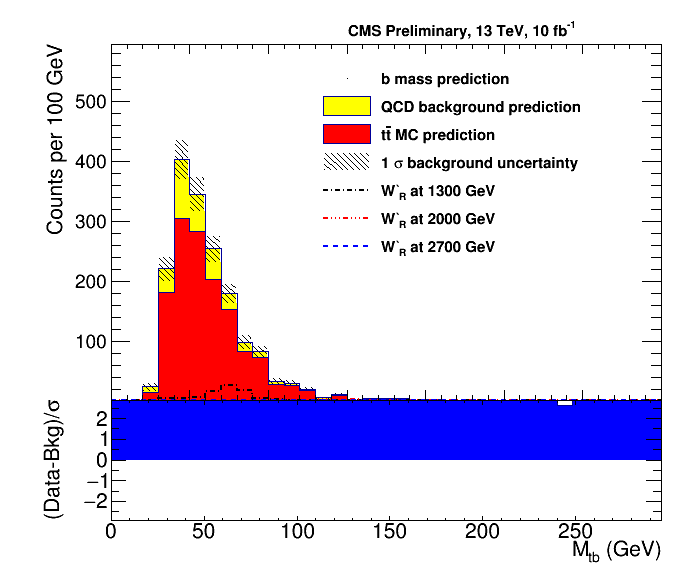 CMS Preliminary, 13 TeV, 10 fb⁻¹
Counts per 100 GeV
500
400
300
200
100
b mass prediction
QCD background prediction
tt̄ MC prediction
1 σ background uncertainty
W`R at 1300 GeV
W`R at 2000 GeV
W`R at 2700 GeV
(Data-Bkg)/σ
2
1
0
−1
−2
0 50 100 150 200 250
Mtb (GeV)